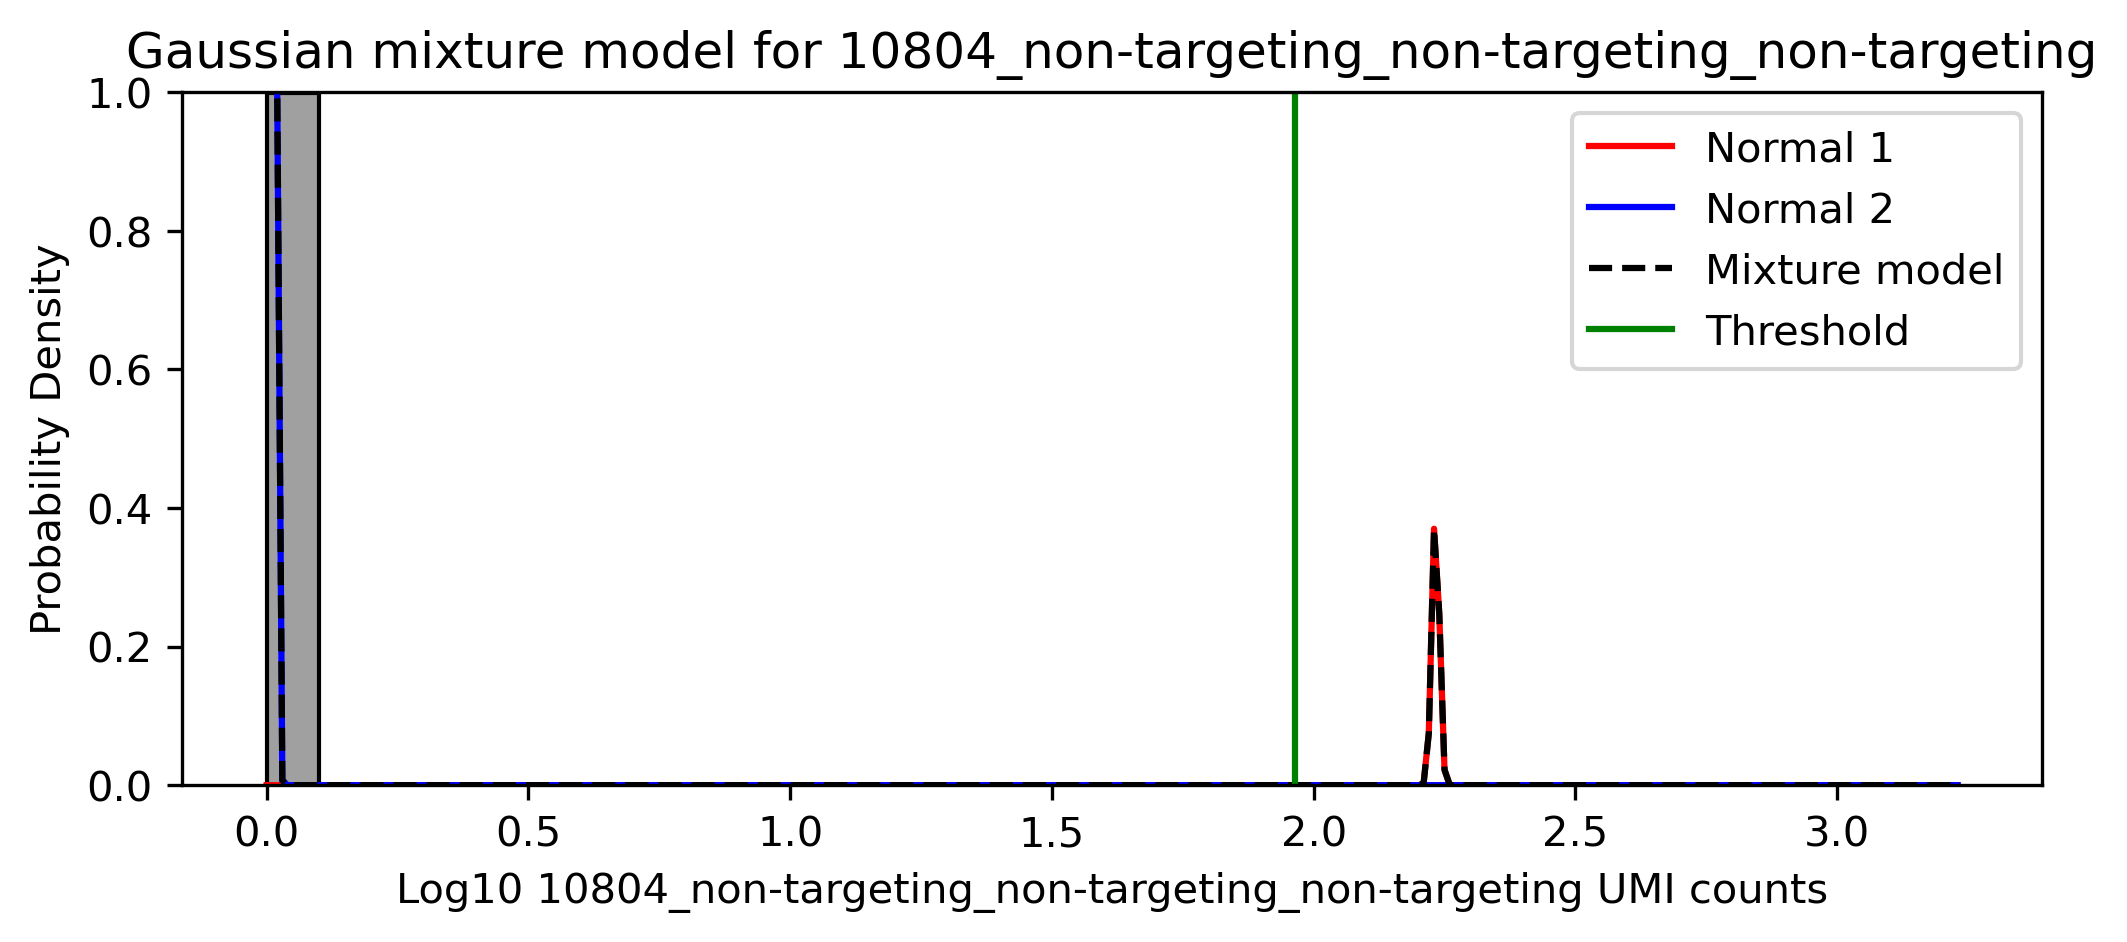 Gaussian mixture model for 10804_non-targeting_non-targeting_non-targeting
Probability Density
1.0
0.8
0.6
0.4
0.2
0.0
Normal 1
Normal 2
Mixture model
Threshold
0.0 0.5 1.0 1.5 2.0 2.5 3.0
Log10 10804_non-targeting_non-targeting_non-targeting UMI counts